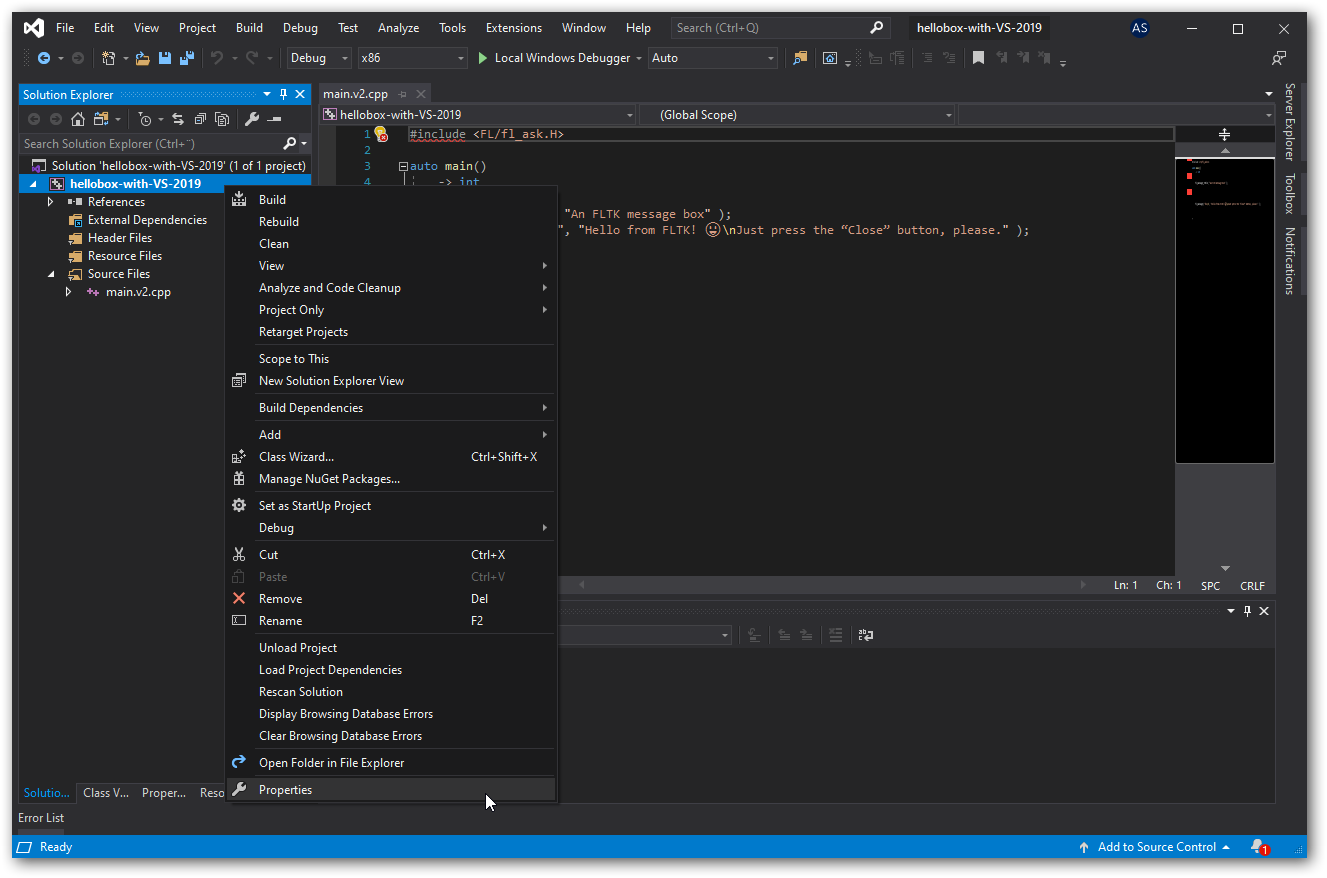 File Edit View Project Build Debug Test Analyze Tools Extensions Window Help Search (Ctrl+Q) hellobox-with-VS-2019 AS
Debug x86 Local Windows Debugger Auto
Solution Explorer
Search Solution Explorer (Ctrl+¨)
Solution 'hellobox-with-VS-2019' (1 of 1 project)
hellobox-with-VS-2019
References
External Dependencies
Header Files
Resource Files
Source Files
main.v2.cpp
main.v2.cpp
hellobox-with-VS-2019 (Global Scope)
1 #include <FL/fl_ask.H>
2
3 auto main()
4 -> int
"An FLTK message box" );
", "Hello from FLTK! 😀\nJust press the “Close” button, please." );
Build
Rebuild
Clean
View
Analyze and Code Cleanup
Project Only
Retarget Projects
Scope to This
New Solution Explorer View
Build Dependencies
Add
Class Wizard... Ctrl+Shift+X
Manage NuGet Packages...
Set as StartUp Project
Debug
Cut Ctrl+X
Paste Ctrl+V
Remove Del
Rename F2
Unload Project
Load Project Dependencies
Rescan Solution
Display Browsing Database Errors
Clear Browsing Database Errors
Open Folder in File Explorer
Properties
Ln: 1 Ch: 1 SPC CRLF
Server Explorer
Toolbox
Notifications
Solutio... Class V... Proper... Reso
Error List
Ready Add to Source Control 1